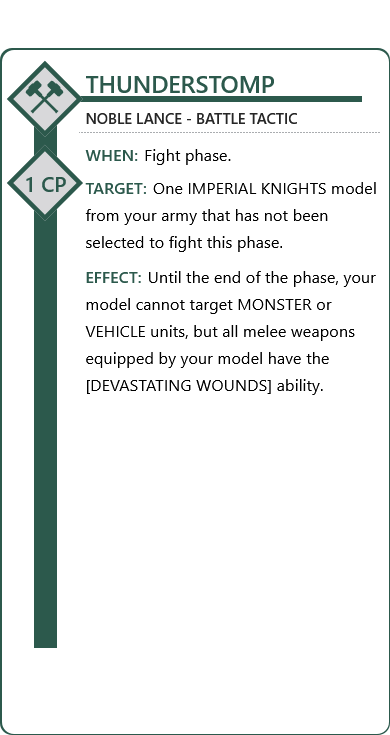 THUNDERSTOMP
NOBLE LANCE - BATTLE TACTIC
WHEN: Fight phase.
1 CP
TARGET: One IMPERIAL KNIGHTS model
from your army that has not been
selected to fight this phase.
EFFECT: Until the end of the phase, your
model cannot target MONSTER or
VEHICLE units, but all melee weapons
equipped by your model have the
[DEVASTATING WOUNDS] ability.